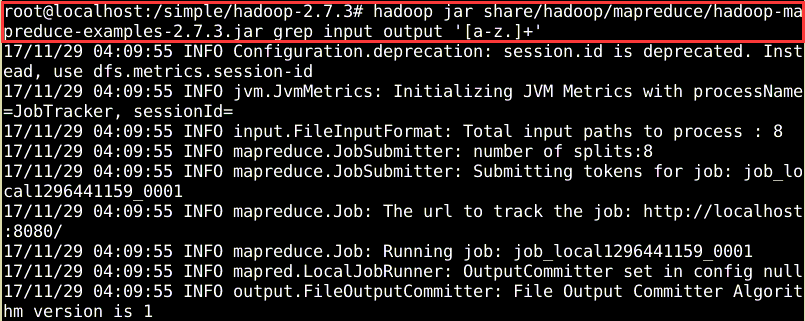 root@localhost:/simple/hadoop-2.7.3# hadoop jar share/hadoop/mapreduce/hadoop-ma
preduce-examples-2.7.3.jar grep input output '[a-z.]+'
17/11/29 04:09:55 INFO Configuration.deprecation: session.id is deprecated. Inst
ead, use dfs.metrics.session-id
17/11/29 04:09:55 INFO jvm.JvmMetrics: Initializing JVM Metrics with processName
=JobTracker, sessionId=
17/11/29 04:09:55 INFO input.FileInputFormat: Total input paths to process : 8
17/11/29 04:09:55 INFO mapreduce.JobSubmitter: number of splits:8
17/11/29 04:09:55 INFO mapreduce.JobSubmitter: Submitting tokens for job: job_lo
cal1296441159_0001
17/11/29 04:09:55 INFO mapreduce.Job: The url to track the job: http://localhost
:8080/
17/11/29 04:09:55 INFO mapreduce.Job: Running job: job_local1296441159_0001
17/11/29 04:09:55 INFO mapred.LocalJobRunner: OutputCommitter set in config null
17/11/29 04:09:55 INFO output.FileOutputCommitter: File Output Committer Algorit
hm version is 1